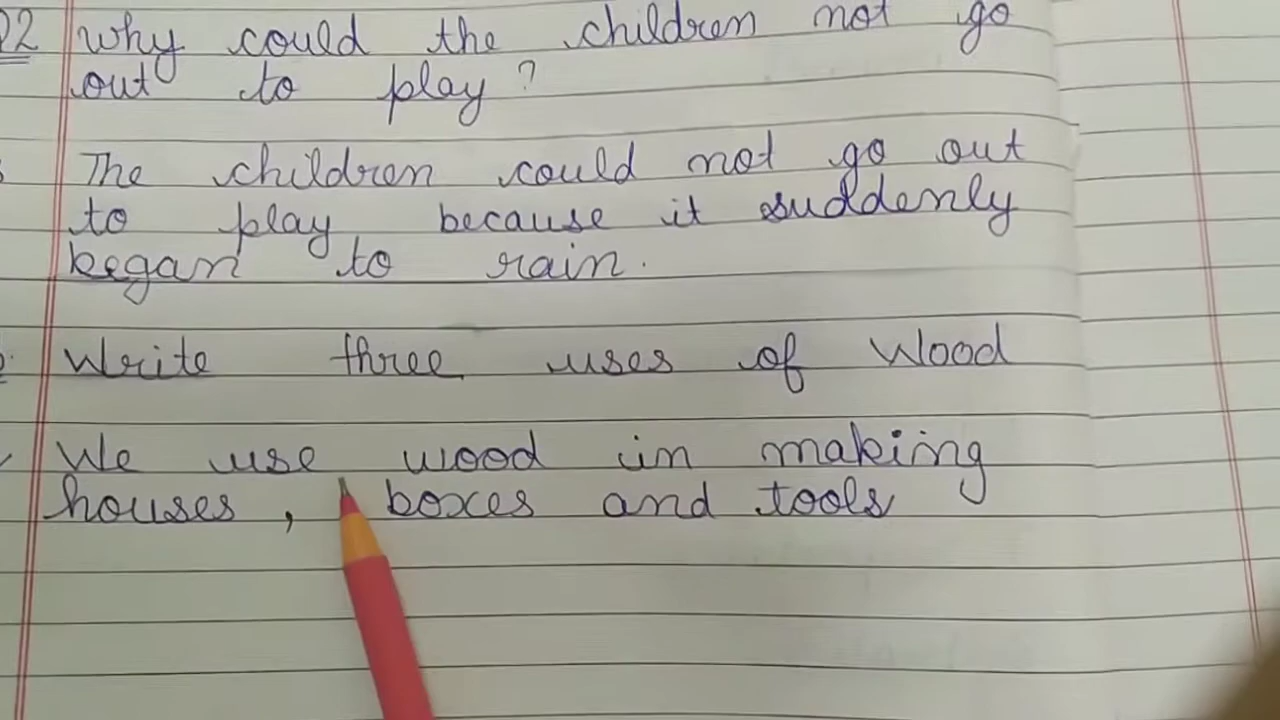 Q2 Why could the children not go
out to play?
The children could not go out
to play because it suddenly
began to rain.
Write three uses of Wood
We use wood in making
houses, boxes and tools